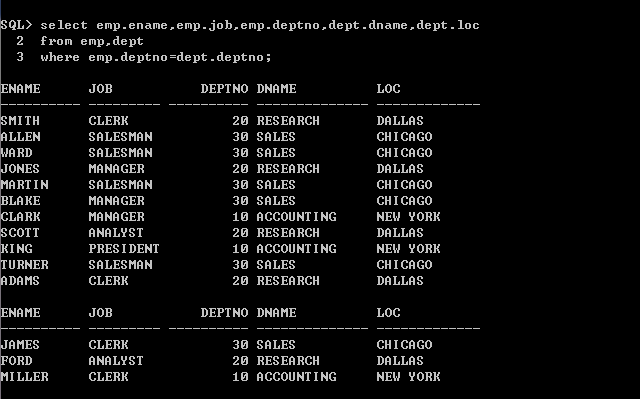 SQL> select emp.ename,emp.job,emp.deptno,dept.dname,dept.loc
  2  from emp,dept
  3  where emp.deptno=dept.deptno;
ENAME      JOB           DEPTNO DNAME          LOC
---------- --------- ---------- -------------- -------------
SMITH      CLERK             20 RESEARCH       DALLAS
ALLEN      SALESMAN          30 SALES          CHICAGO
WARD       SALESMAN          30 SALES          CHICAGO
JONES      MANAGER           20 RESEARCH       DALLAS
MARTIN     SALESMAN          30 SALES          CHICAGO
BLAKE      MANAGER           30 SALES          CHICAGO
CLARK      MANAGER           10 ACCOUNTING     NEW YORK
SCOTT      ANALYST           20 RESEARCH       DALLAS
KING       PRESIDENT         10 ACCOUNTING     NEW YORK
TURNER     SALESMAN          30 SALES          CHICAGO
ADAMS      CLERK             20 RESEARCH       DALLAS
ENAME      JOB           DEPTNO DNAME          LOC
---------- --------- ---------- -------------- -------------
JAMES      CLERK             30 SALES          CHICAGO
FORD       ANALYST           20 RESEARCH       DALLAS
MILLER     CLERK             10 ACCOUNTING     NEW YORK